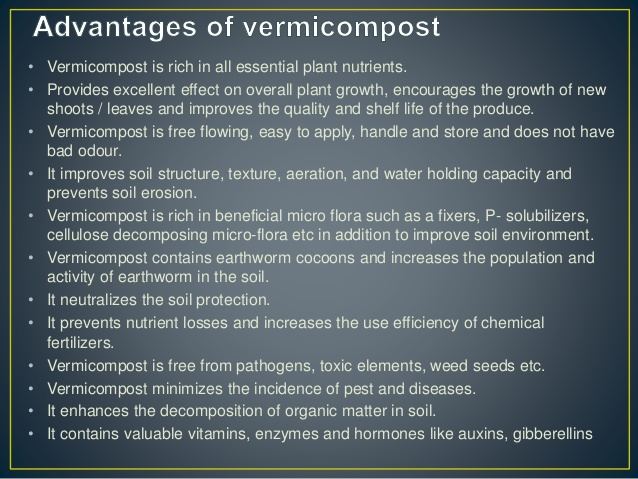 Advantages of vermicompost
• Vermicompost is rich in all essential plant nutrients.
• Provides excellent effect on overall plant growth, encourages the growth of new
shoots / leaves and improves the quality and shelf life of the produce.
• Vermicompost is free flowing, easy to apply, handle and store and does not have
bad odour.
• It improves soil structure, texture, aeration, and water holding capacity and
prevents soil erosion.
• Vermicompost is rich in beneficial micro flora such as a fixers, P- solubilizers,
cellulose decomposing micro-flora etc in addition to improve soil environment.
• Vermicompost contains earthworm cocoons and increases the population and
activity of earthworm in the soil.
• It neutralizes the soil protection.
• It prevents nutrient losses and increases the use efficiency of chemical
fertilizers.
• Vermicompost is free from pathogens, toxic elements, weed seeds etc.
• Vermicompost minimizes the incidence of pest and diseases.
• It enhances the decomposition of organic matter in soil.
• It contains valuable vitamins, enzymes and hormones like auxins, gibberellins